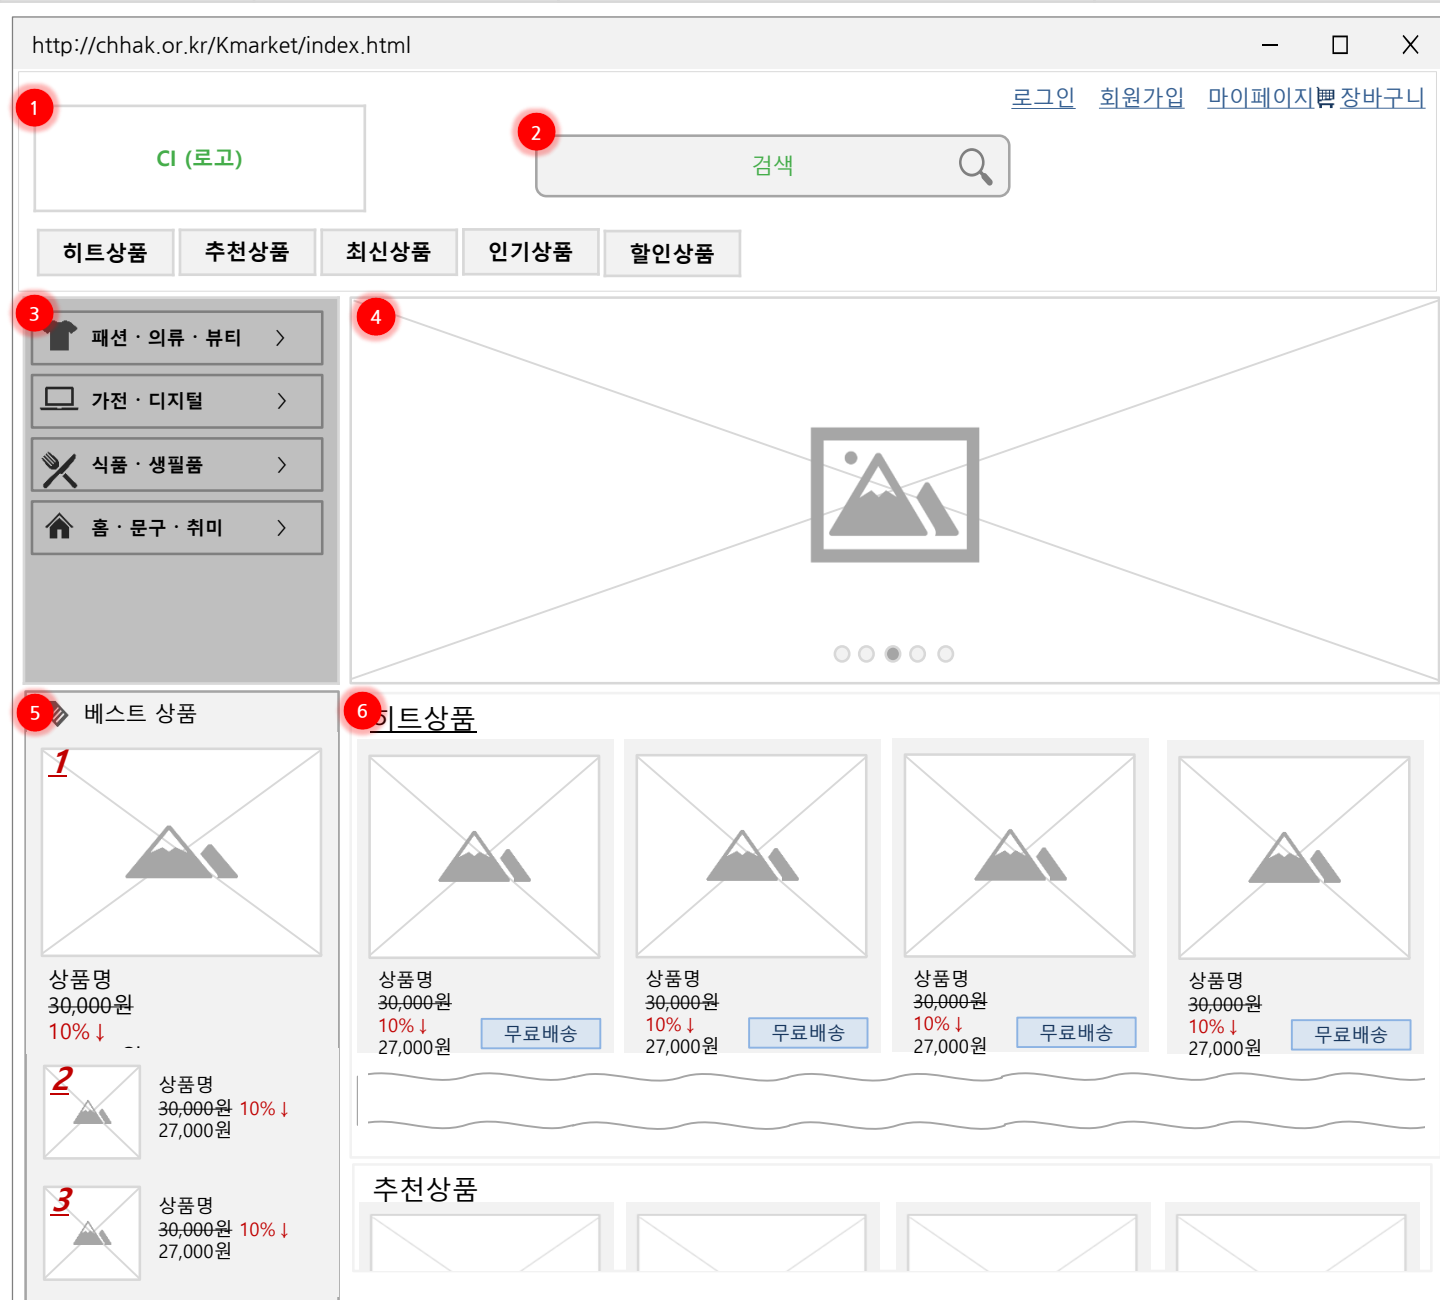 http://chhak.or.kr/Kmarket/index.html
로그인 회원가입 마이페이지 장바구니
1
CI (로고)
2
검색
히트상품 추천상품 최신상품 인기상품 할인상품
3
패션 · 의류 · 뷰티 >
가전 · 디지털 >
식품 · 생필품 >
홈 · 문구 · 취미 >
4
5
베스트 상품
1
상품명
30,000원
10%↓
2
상품명
30,000원 10%↓
27,000원
3
상품명
30,000원 10%↓
27,000원
6
히트상품
상품명
30,000원
10%↓
27,000원
무료배송
상품명
30,000원
10%↓
27,000원
무료배송
상품명
30,000원
10%↓
27,000원
무료배송
상품명
30,000원
10%↓
27,000원
무료배송
추천상품